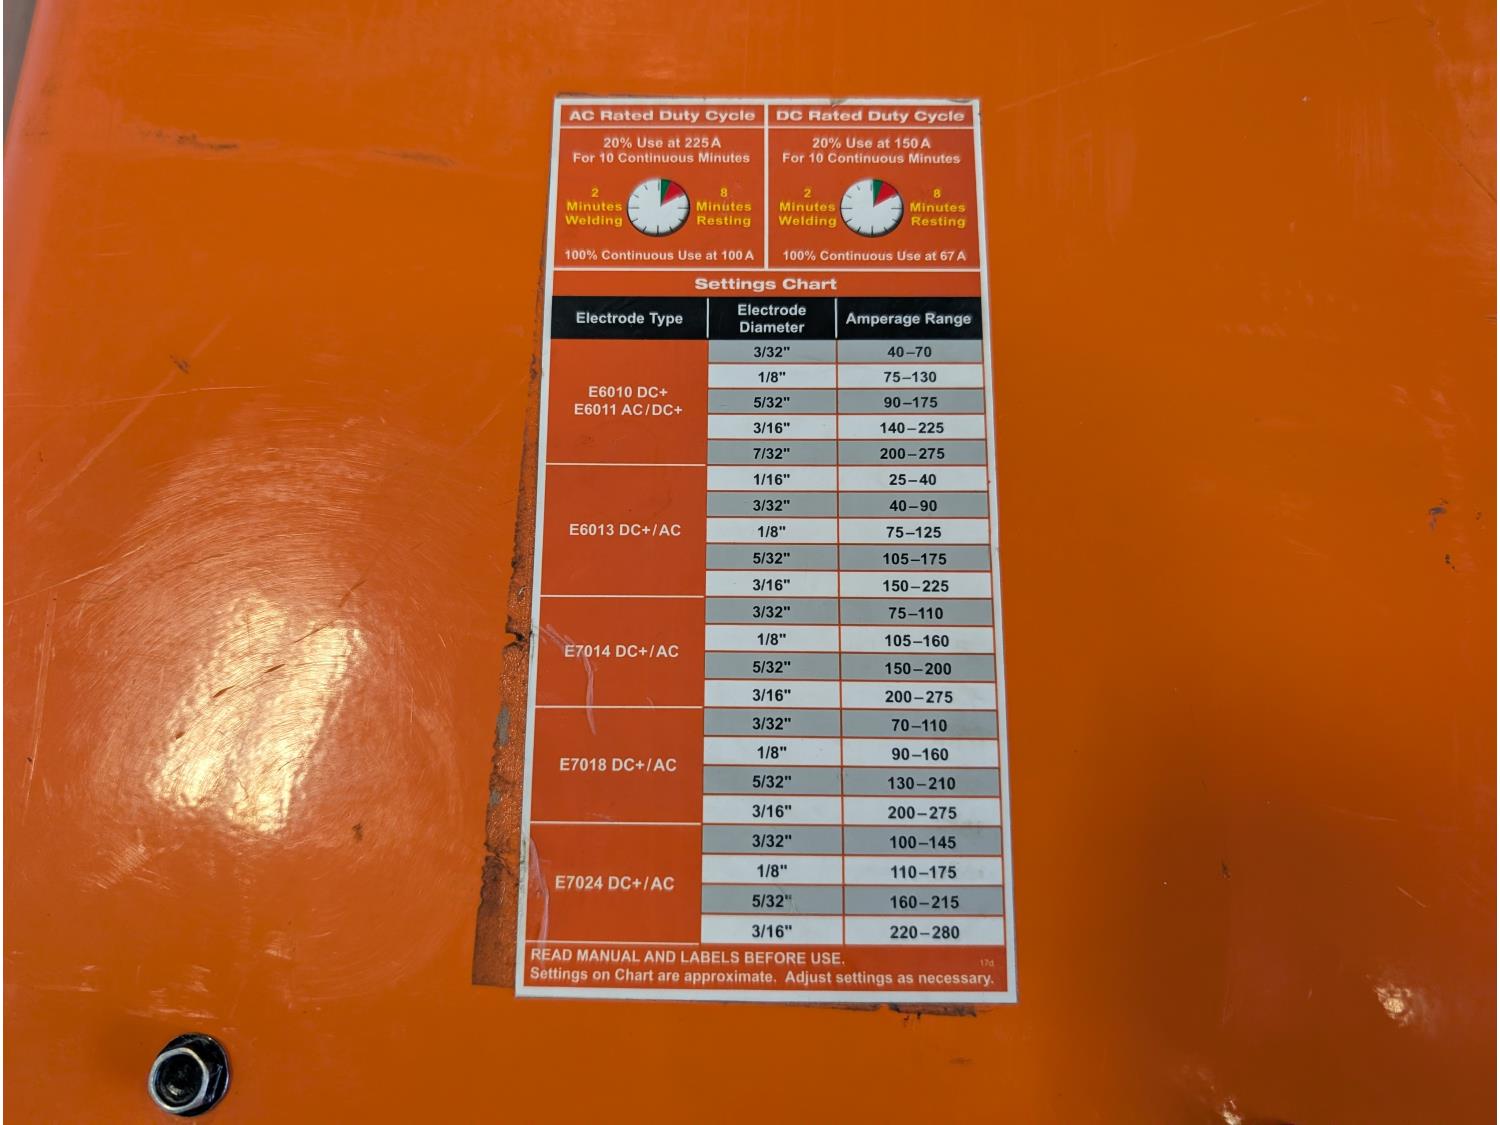 AC Rated Duty Cycle
20% Use at 225 A
For 10 Continuous Minutes
2
Minutes
Welding
8
Minutes
Resting
100% Continuous Use at 100 A
DC Rated Duty Cycle
20% Use at 150 A
For 10 Continuous Minutes
2
Minutes
Welding
8
Minutes
Resting
100% Continuous Use at 67 A
Settings Chart
Electrode Type Electrode Diameter Amperage Range
E6010 DC+
E6011 AC/DC+
3/32" 40–70
1/8" 75–130
5/32" 90–175
3/16" 140–225
7/32" 200–275
E6013 DC+/AC
1/16" 25–40
3/32" 40–90
1/8" 75–125
5/32" 105–175
3/16" 150–225
E7014 DC+/AC
3/32" 75–110
1/8" 105–160
5/32" 150–200
3/16" 200–275
E7018 DC+/AC
3/32" 70–110
1/8" 90–160
5/32" 130–210
3/16" 200–275
E7024 DC+/AC
3/32" 100–145
1/8" 110–175
5/32" 160–215
3/16" 220–280
READ MANUAL AND LABELS BEFORE USE.
17d
Settings on Chart are approximate. Adjust settings as necessary.